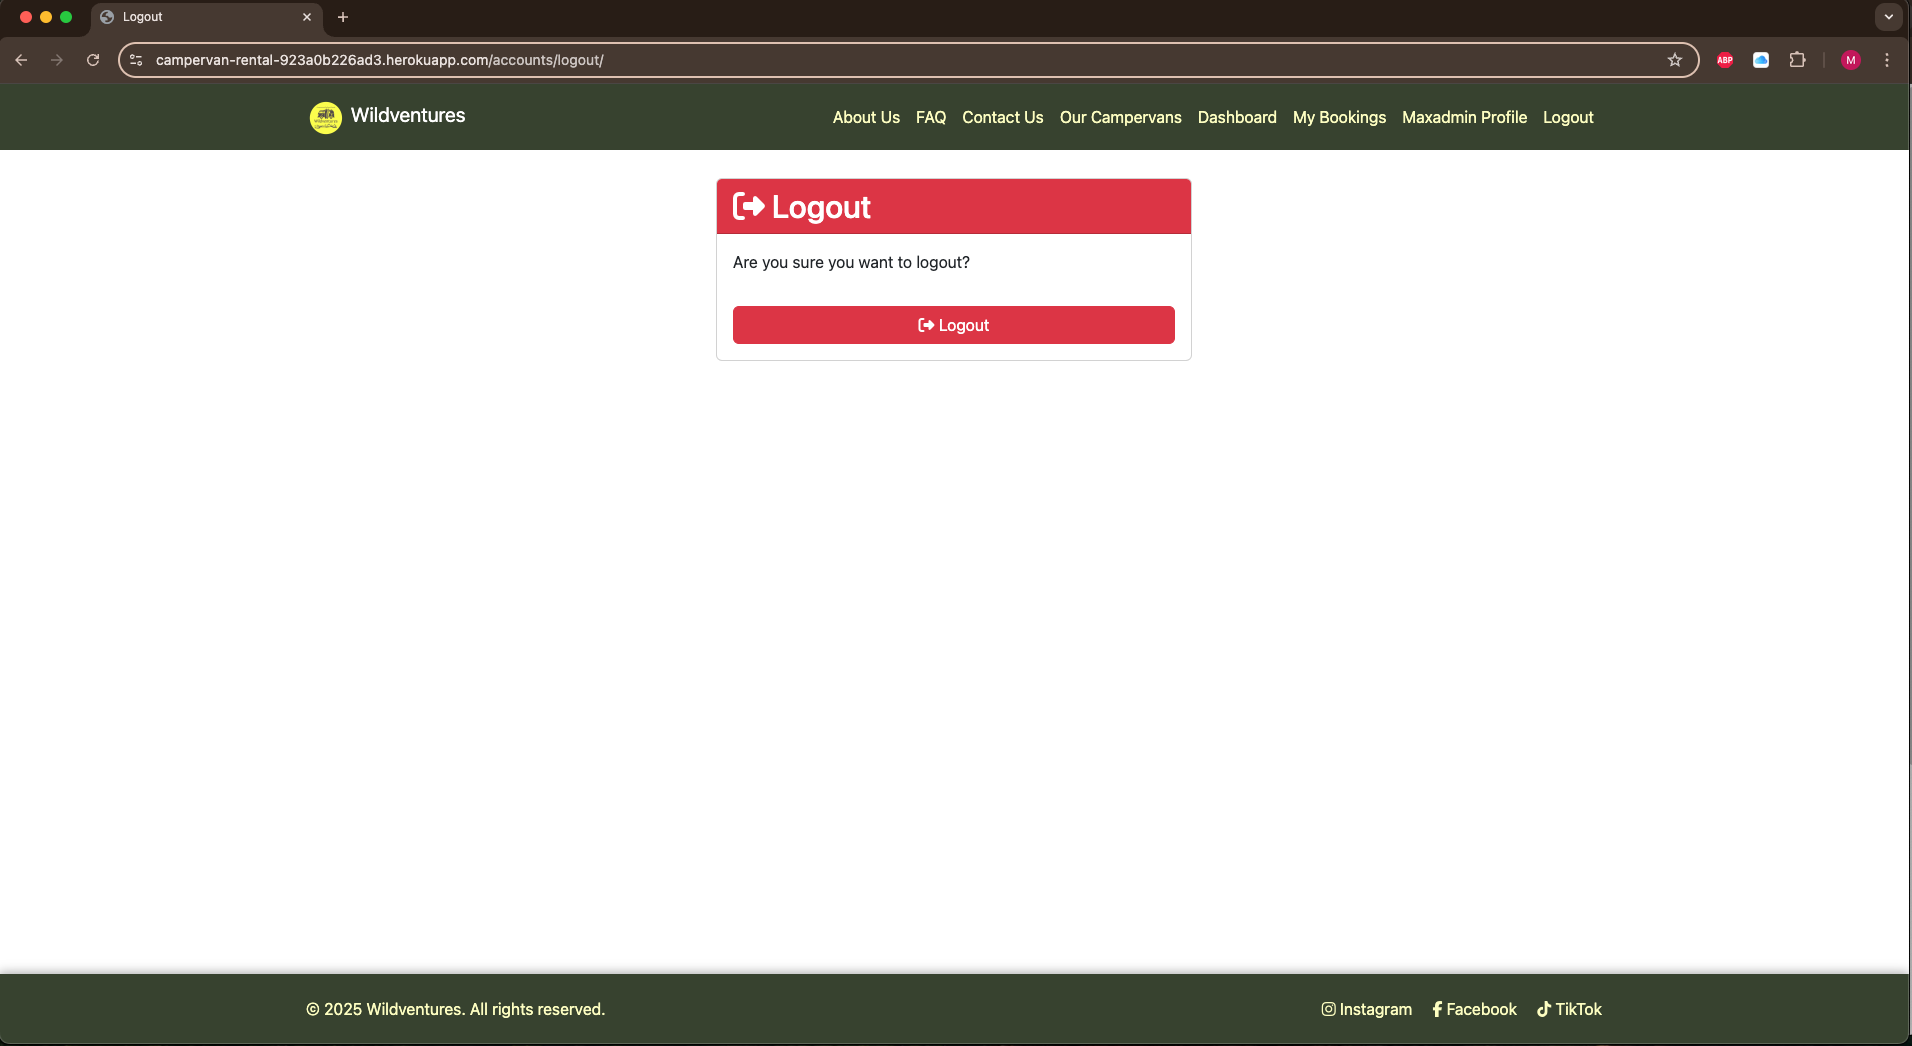 Logout
campervan-rental-923a0b226ad3.herokuapp.com/accounts/logout/
ABP
M
Wildventures
About Us FAQ Contact Us Our Campervans Dashboard My Bookings Maxadmin Profile Logout
Logout
Are you sure you want to logout?
Logout
© 2025 Wildventures. All rights reserved.
Instagram Facebook TikTok